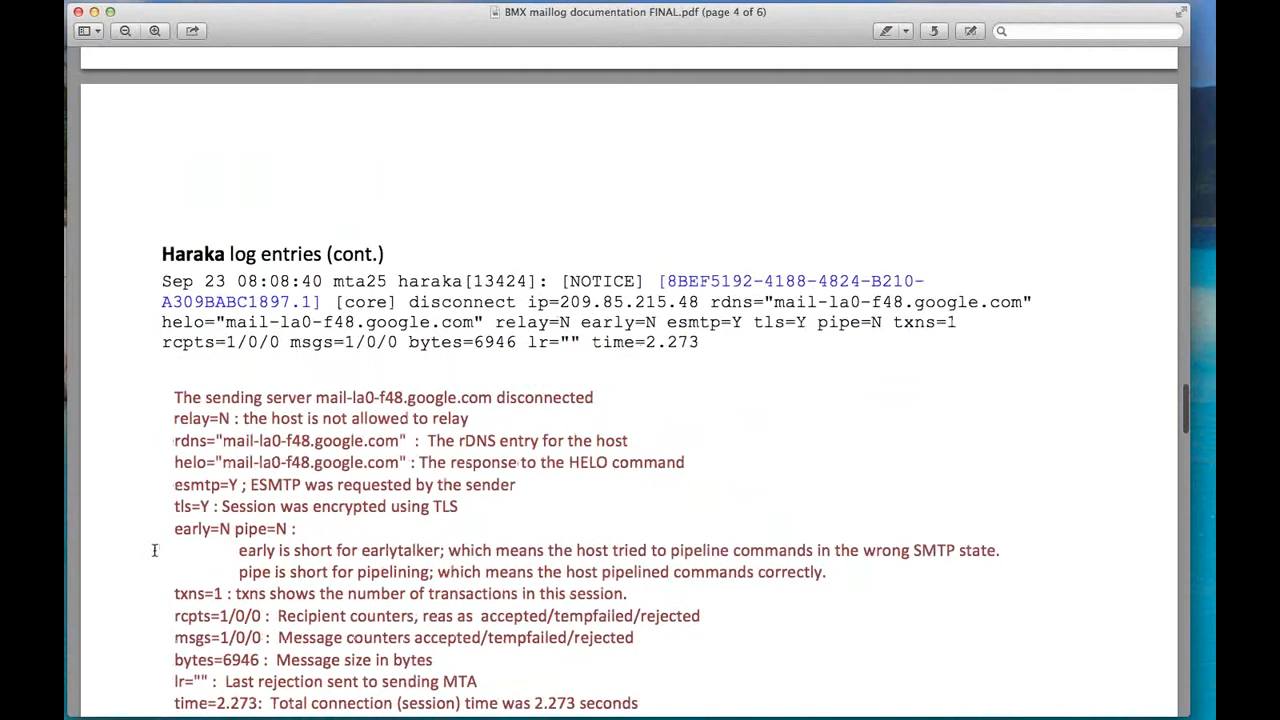 BMX maillog documentation FINAL.pdf (page 4 of 6)
Haraka log entries (cont.)
Sep 23 08:08:40 mta25 haraka[13424]: [NOTICE] [8BEF5192-4188-4824-B210-
A309BABC1897.1] [core] disconnect ip=209.85.215.48 rdns="mail-la0-f48.google.com"
helo="mail-la0-f48.google.com" relay=N early=N esmtp=Y tls=Y pipe=N txns=1
rcpts=1/0/0 msgs=1/0/0 bytes=6946 lr="" time=2.273
The sending server mail-la0-f48.google.com disconnected
relay=N : the host is not allowed to relay
rdns="mail-la0-f48.google.com" : The rDNS entry for the host
helo="mail-la0-f48.google.com" : The response to the HELO command
esmtp=Y ; ESMTP was requested by the sender
tls=Y : Session was encrypted using TLS
early=N pipe=N :
early is short for earlytalker; which means the host tried to pipeline commands in the wrong SMTP state.
pipe is short for pipelining; which means the host pipelined commands correctly.
txns=1 : txns shows the number of transactions in this session.
rcpts=1/0/0 : Recipient counters, reas as accepted/tempfailed/rejected
msgs=1/0/0 : Message counters accepted/tempfailed/rejected
bytes=6946 : Message size in bytes
lr="" : Last rejection sent to sending MTA
time=2.273: Total connection (session) time was 2.273 seconds